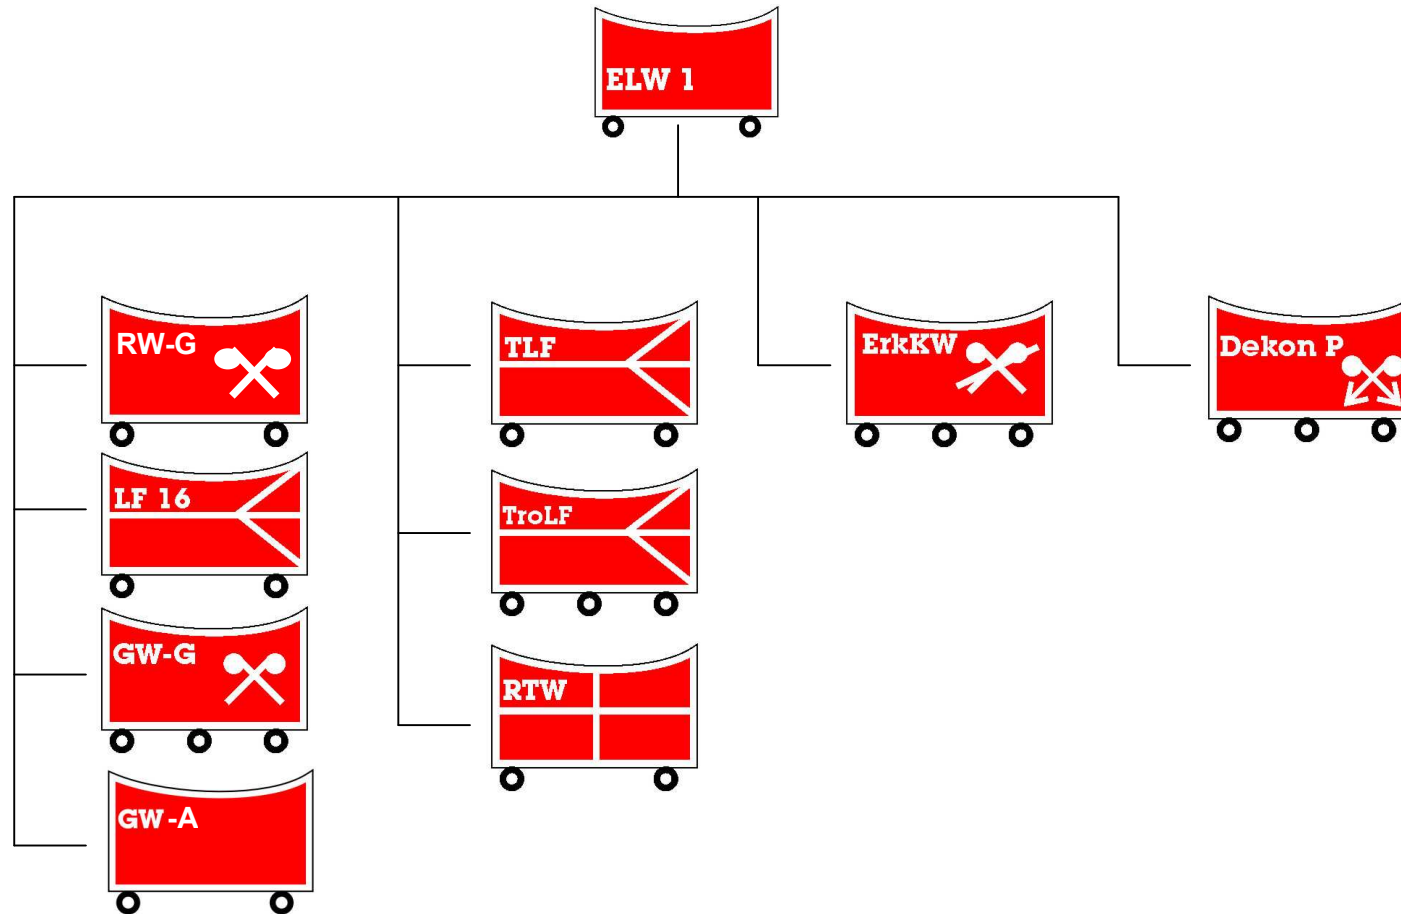 ELW 1
RW-G
LF 16
GW-G
GW-A
TLF
TroLF
RTW
ErkKW
Dekon P